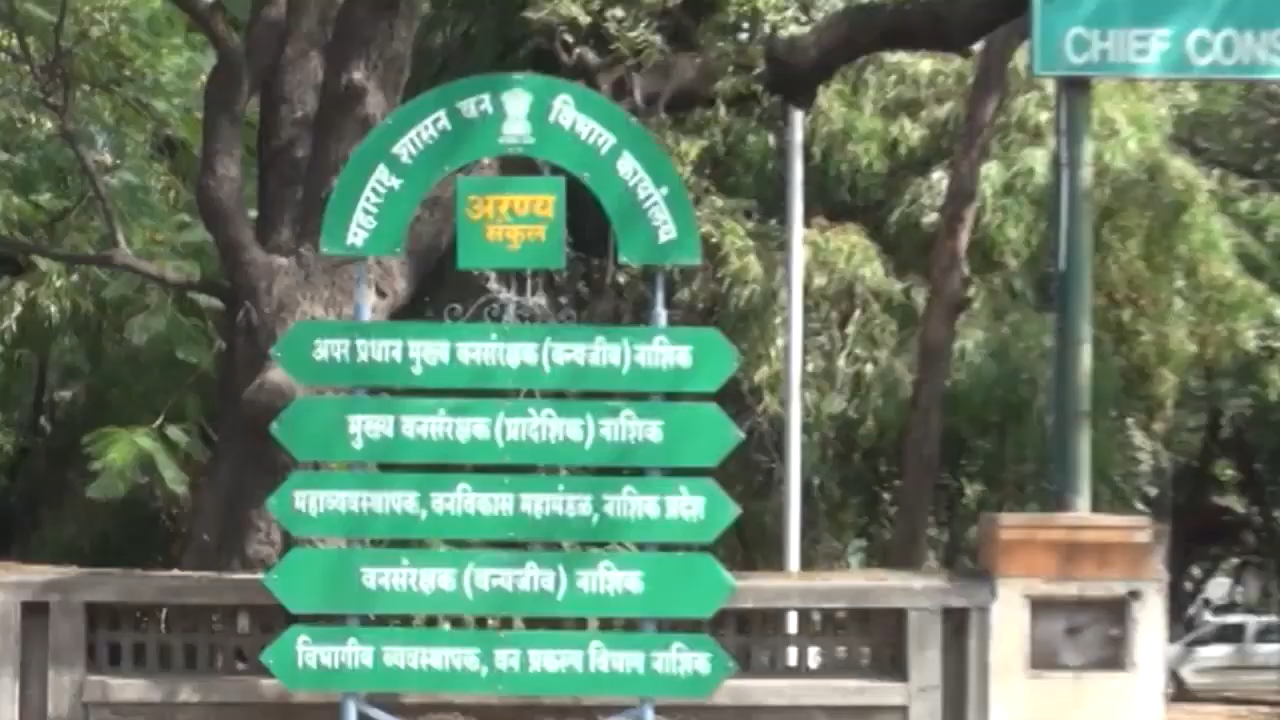 महाराष्ट्र शासन वन विभाग कार्यालय
अरण्य
संकुल
अपर प्रधान मुख्य वनसंरक्षक (वन्यजीव) नाशिक
मुख्य वनसंरक्षक (प्रादेशिक) नाशिक
महाव्यवस्थापक, वनविकास महामंडळ, नाशिक प्रदेश
वनसंरक्षक (वन्यजीव) नाशिक
विभागीय व्यवस्थापक, वन प्रकल्प विभाग नाशिक
CHIEF CONS